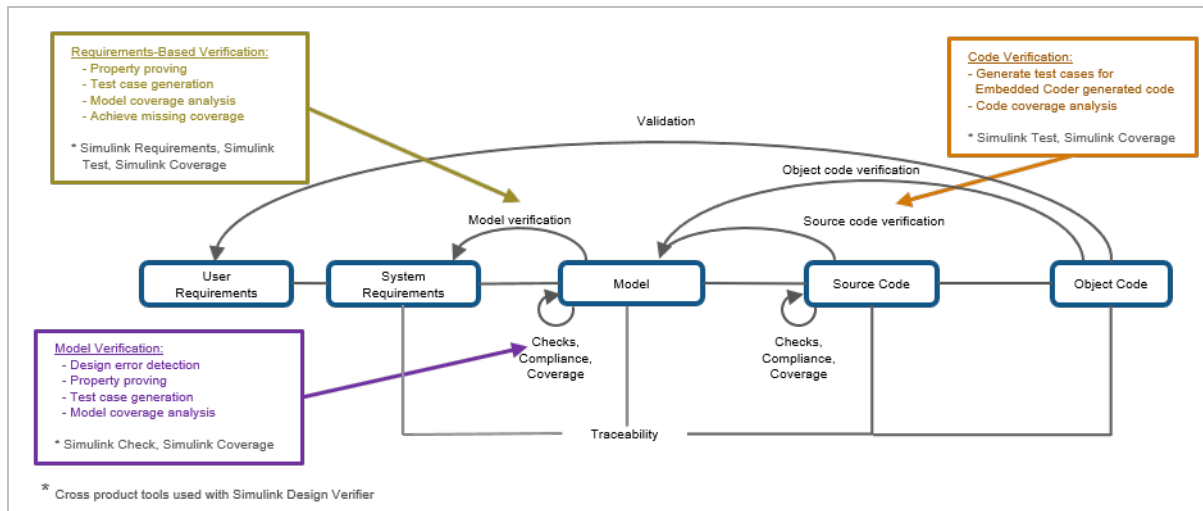 Requirements-Based Verification:
- Property proving
- Test case generation
- Model coverage analysis
- Achieve missing coverage
* Simulink Requirements, Simulink
Test, Simulink Coverage
Code Verification:
- Generate test cases for
Embedded Coder generated code
- Code coverage analysis
* Simulink Test, Simulink Coverage
Validation
Object code verification
Model verification
Source code verification
User
Requirements
System
Requirements
Model
Source Code
Object Code
Checks,
Compliance,
Coverage
Checks,
Compliance,
Coverage
Model Verification:
- Design error detection
- Property proving
- Test case generation
- Model coverage analysis
* Simulink Check, Simulink Coverage
Traceability
* Cross product tools used with Simulink Design Verifier